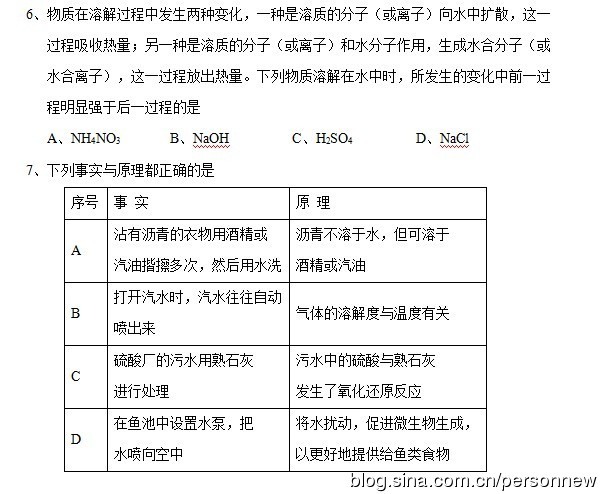 6、物质在溶解过程中发生两种变化，一种是溶质的分子（或离子）向水中扩散，这一
过程吸收热量；另一种是溶质的分子（或离子）和水分子作用，生成水合分子（或
水合离子），这一过程放出热量。下列物质溶解在水中时，所发生的变化中前一过
程明显强于后一过程的是
A、NH4NO3 B、NaOH C、H2SO4 D、NaCl
7、下列事实与原理都正确的是
序号 事 实 原 理
A
沾有沥青的衣物用酒精或
汽油揩擦多次，然后用水洗
沥青不溶于水，但可溶于
酒精或汽油
B
打开汽水时，汽水往往自动
喷出来
气体的溶解度与温度有关
C
硫酸厂的污水用熟石灰
进行处理
污水中的硫酸与熟石灰
发生了氧化还原反应
D
在鱼池中设置水泵，把
水喷向空中
将水扰动，促进微生物生成，
以更好地提供给鱼类食物
blog.sina.com.cn/personnew